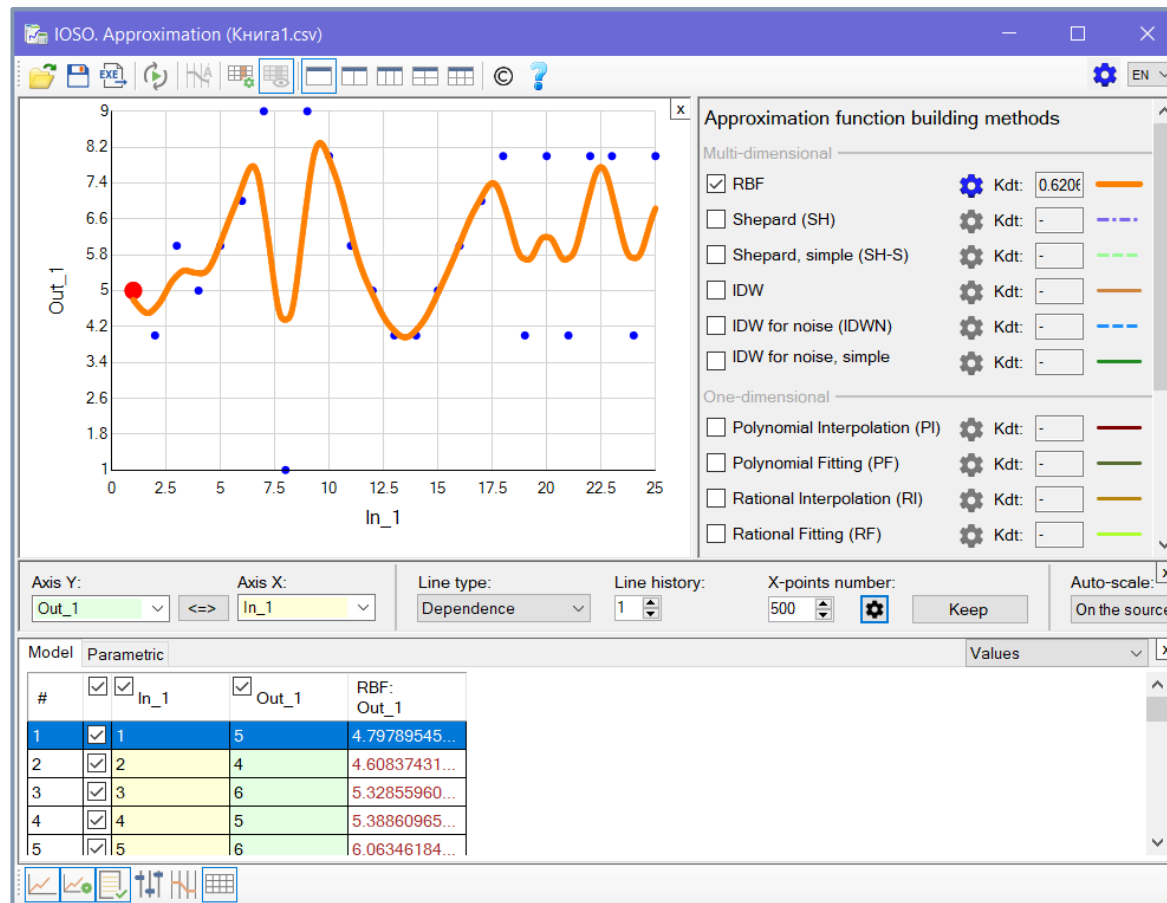 IOSO. Approximation (Книга1.csv)
EXE
A
©
?
EN
x
9
8.2
7.4
6.6
5.8
5
4.2
3.4
2.6
1.8
1
Out_1
0 2.5 5 7.5 10 12.5 15 17.5 20 22.5 25
In_1
Approximation function building methods
Multi-dimensional
RBF Kdt: 0.6206
Shepard (SH) Kdt: -
Shepard, simple (SH-S) Kdt: -
IDW Kdt: -
IDW for noise (IDWN) Kdt: -
IDW for noise, simple Kdt: -
One-dimensional
Polynomial Interpolation (PI) Kdt: -
Polynomial Fitting (PF) Kdt: -
Rational Interpolation (RI) Kdt: -
Rational Fitting (RF) Kdt: -
Axis Y: Axis X: Line type: Line history: X-points number: Auto-scale: x
Out_1 <=> In_1 Dependence 1 500 Keep On the source
Model Parametric Values x
# In_1 Out_1 RBF:
Out_1
1 1 5 4.79789545...
2 2 4 4.60837431...
3 3 6 5.32855960...
4 4 5 5.38860965...
5 5 6 6.06346184...